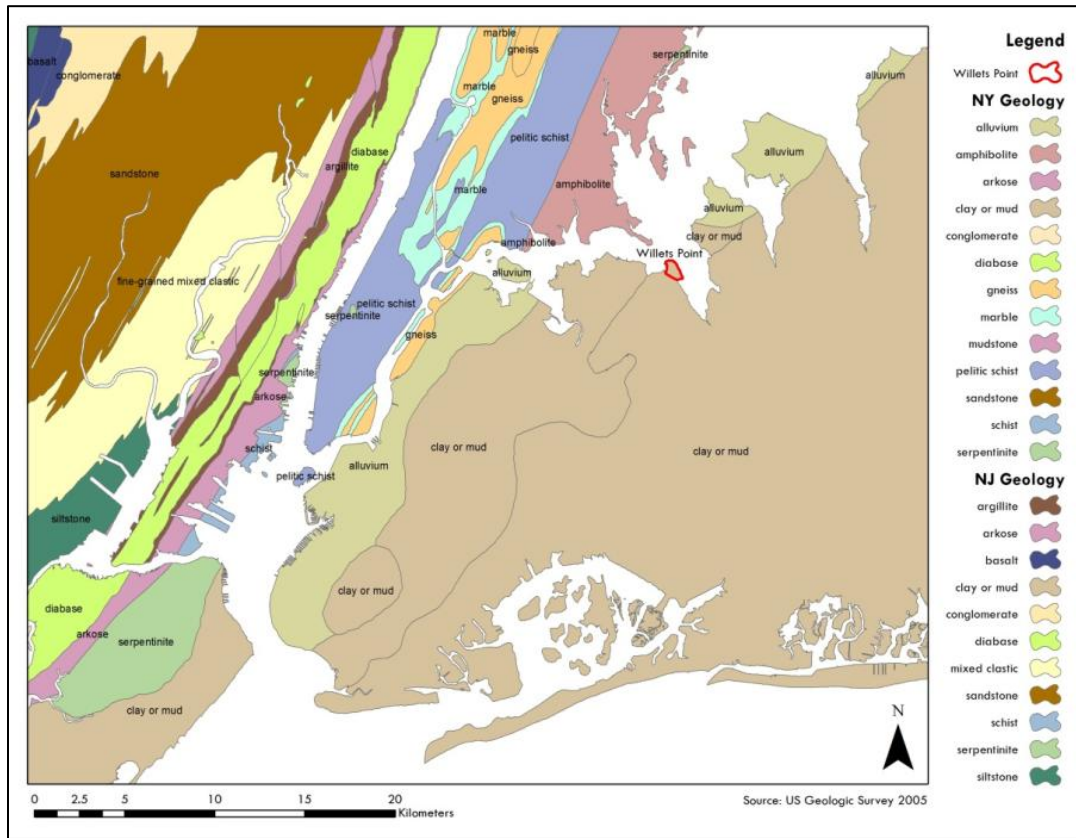 basalt
conglomerate
sandstone
fine-grained mixed clastic
siltstone
argillite
diabase
marble
gneiss
marble
gneiss
pelitic schist
marble
amphibolite
serpentinite
alluvium
alluvium
alluvium
clay or mud
Willets Point
amphibolite
alluvium
pelitic schist
serpentinite
gneiss
serpentinite
arkose
schist
pelitic schist
alluvium
clay or mud
clay or mud
clay or mud
diabase
arkose
serpentinite
clay or mud
N
0 2.5 5 10 15 20
Kilometers
Source: US Geologic Survey 2005
Legend
Willets Point
NY Geology
alluvium
amphibolite
arkose
clay or mud
conglomerate
diabase
gneiss
marble
mudstone
pelitic schist
sandstone
schist
serpentinite
NJ Geology
argillite
arkose
basalt
clay or mud
conglomerate
diabase
mixed clastic
sandstone
schist
serpentinite
siltstone